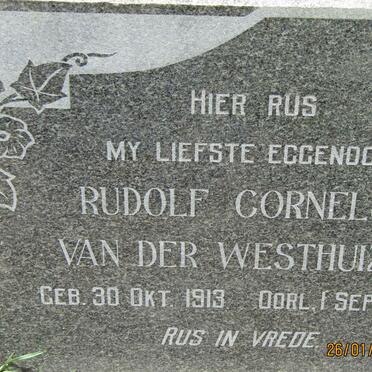 HIER RUS
MY LIEFSTE EGGENOO
RUDOLF CORNEL
VAN DER WESTHUIZ
GEB. 30 OKT. 1913 OORL. 1 SEP
RUS IN VREDE.
26/01/